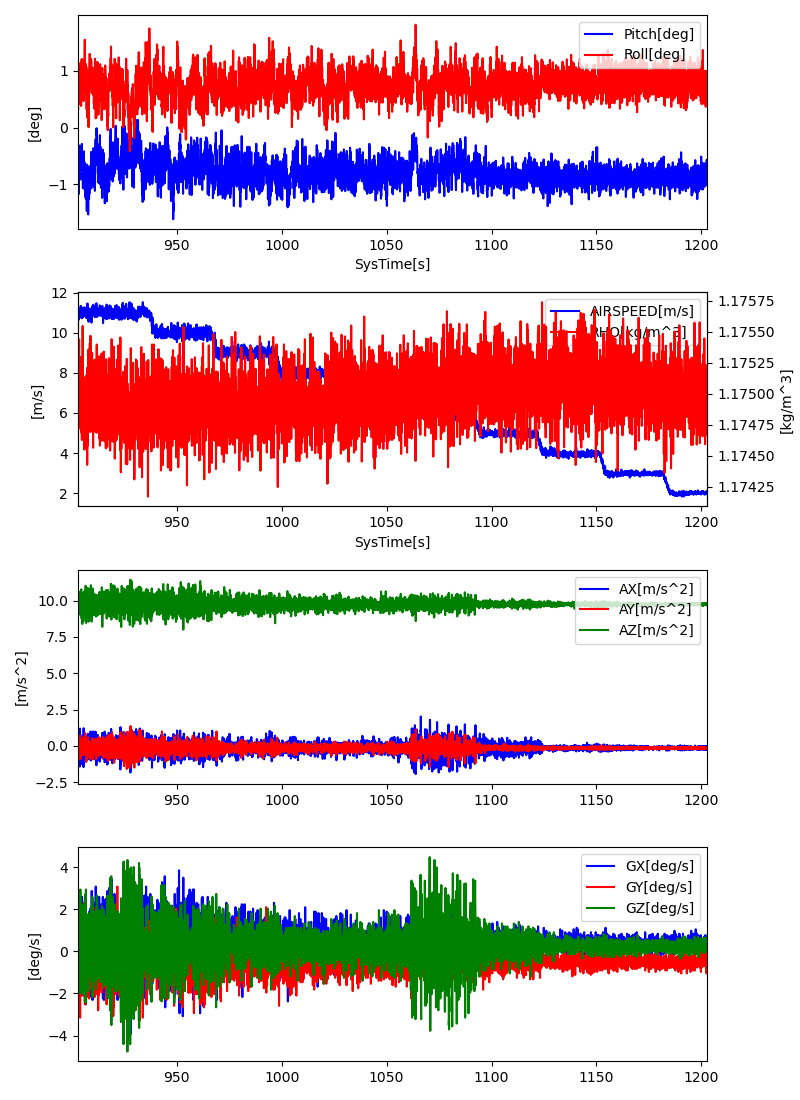 Pitch[deg]
Roll[deg]
1
0
−1
[deg]
950 1000 1050 1100 1150 1200
SysTime[s]
12
10
8
6
4
2
[m/s]
AIRSPEED[m/s]
RHO[kg/m^3]
1.17575
1.17550
1.17525
1.17500
1.17475
1.17450
1.17425
[kg/m^3]
950 1000 1050 1100 1150 1200
SysTime[s]
AX[m/s^2]
AY[m/s^2]
AZ[m/s^2]
10.0
7.5
5.0
2.5
0.0
−2.5
[m/s^2]
950 1000 1050 1100 1150 1200
GX[deg/s]
GY[deg/s]
GZ[deg/s]
4
2
0
−2
−4
[deg/s]
950 1000 1050 1100 1150 1200